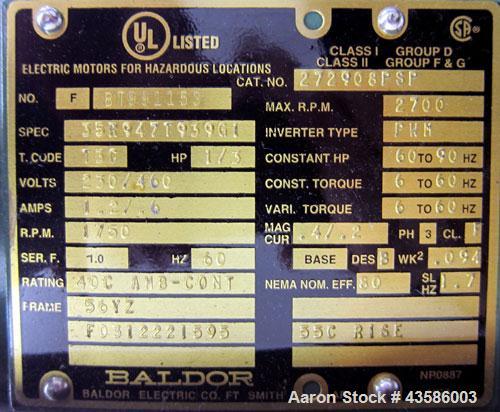 UL LISTED
CLASS I GROUP D
CLASS II GROUP F & G
SA
ELECTRIC MOTORS FOR HAZARDOUS LOCATIONS
CAT. NO. 272908PSP
NO. F
MAX. R.P.M. 2700
SPEC 35R947T939G1
INVERTER TYPE PWM
T. CODE T3C HP 1/3
CONSTANT HP 60 TO 90 HZ
VOLTS 230/460
CONST. TORQUE 6 TO 60 HZ
AMPS 1.2/.6
VARI. TORQUE 6 TO 60 HZ
R.P.M. 1750
MAG CUR .4/.2 PH 3 CL.
SER. F. 1.0 HZ 60
BASE DES B WK² .094
RATING 40C AMB-CONT
NEMA NOM. EFF. 80 SL HZ 1.7
FRAME 56YZ
F0312221595
55C RISE
BALDOR
NP0887
BALDOR ELECTRIC CO. FT SMITH
Aaron Stock # 43586003